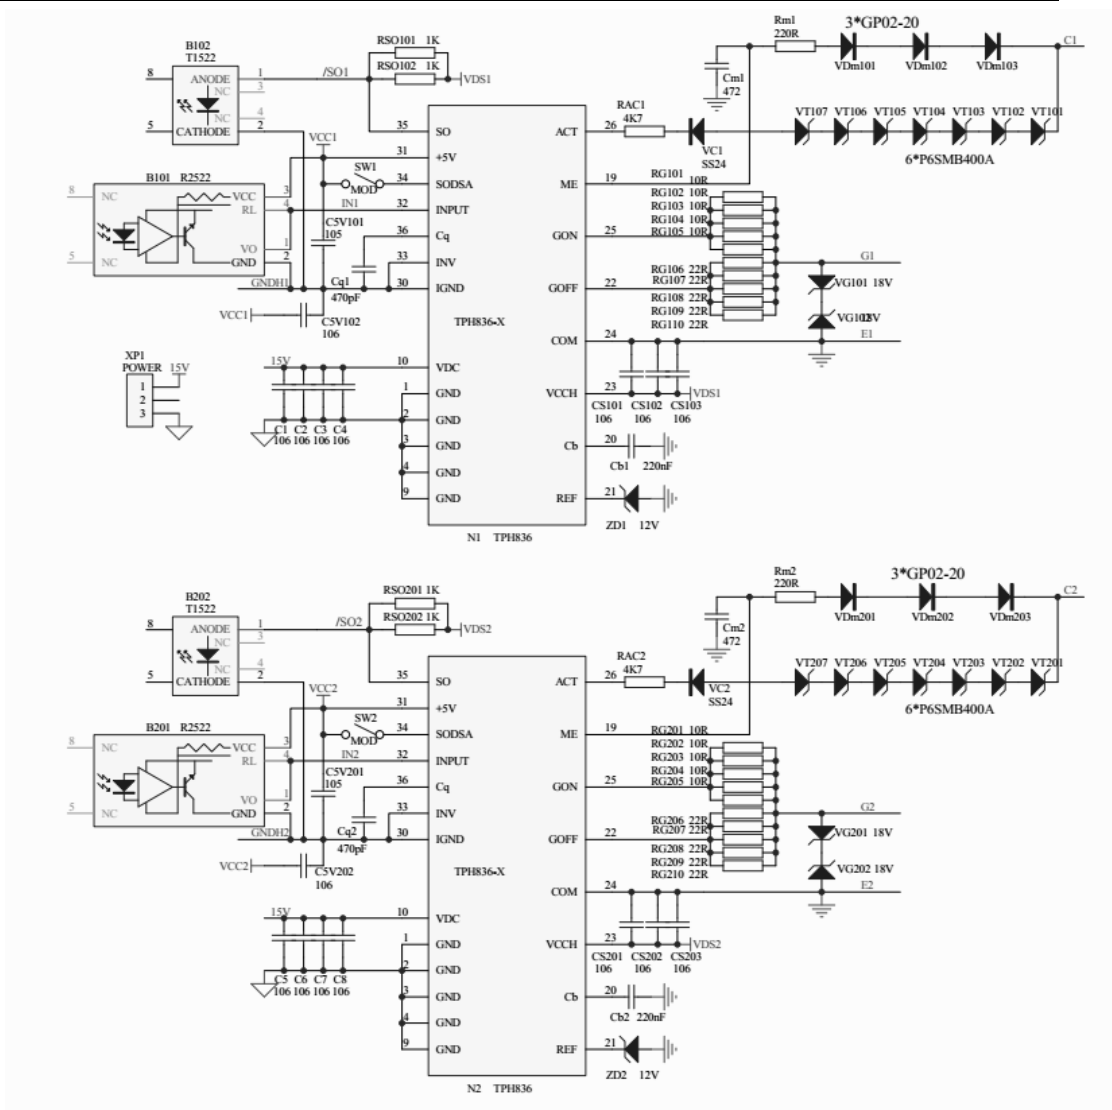 Rm1
220R
3*GP02-20
C1
VDm101
VDm102
VDm103
Cm1
472
B102
T1522
8
ANODE
1
NC
3
NC
4
5
CATHODE
2
/SO1
RSO101 1K
RSO102 1K
VDS1
RAC1
4K7
VC1
SS24
VT107
VT106
VT105
VT104
VT103
VT102
VT101
6*P6SMB400A
35
SO
ACT
26
VCC1
31
+5V
SW1
MOD
34
SODSA
ME
19
B101 R2522
8
NC
VCC
3
RL
4
VO
1
5
NC
GND
2
IN1
32
INPUT
C5V101
105
36
Cq
GON
25
33
INV
Cq1
470pF
30
IGND
GOFF
22
GNDH1
VCC1
C5V102
106
RG101 10R
RG102 10R
RG103 10R
RG104 10R
RG105 10R
RG106 22R
RG107 22R
RG108 22R
RG109 22R
RG110 22R
G1
VG101 18V
E1
TPH836-X
COM
24
XP1
POWER
15V
1
2
3
15V
10
VDC
1
GND
2
GND
3
GND
4
GND
9
GND
C1
106
C2
106
C3
106
C4
106
VCCH
23
VDS1
CS101
106
CS102
106
CS103
106
Cb
20
Cb1 220nF
REF
21
ZD1 12V
N1 TPH836
Rm2
220R
3*GP02-20
C2
VDm201
VDm202
VDm203
Cm2
472
B202
T1522
8
ANODE
1
NC
3
NC
4
5
CATHODE
2
/SO2
RSO201 1K
RSO202 1K
VDS2
RAC2
4K7
VC2
SS24
VT207
VT206
VT205
VT204
VT203
VT202
VT201
6*P6SMB400A
35
SO
ACT
26
VCC2
31
+5V
SW2
MOD
34
SODSA
ME
19
B201 R2522
8
NC
VCC
3
RL
4
VO
1
5
NC
GND
2
IN2
32
INPUT
C5V201
105
36
Cq
GON
25
33
INV
Cq2
470pF
30
IGND
GOFF
22
GNDH2
VCC2
C5V202
106
RG201 10R
RG202 10R
RG203 10R
RG204 10R
RG205 10R
RG206 22R
RG207 22R
RG208 22R
RG209 22R
RG210 22R
G2
VG201 18V
VG202 18V
E2
TPH836-X
COM
24
15V
10
VDC
1
GND
2
GND
3
GND
4
GND
9
GND
C5
106
C6
106
C7
106
C8
106
VCCH
23
VDS2
CS201
106
CS202
106
CS203
106
Cb
20
Cb2 220nF
REF
21
ZD2 12V
N2 TPH836